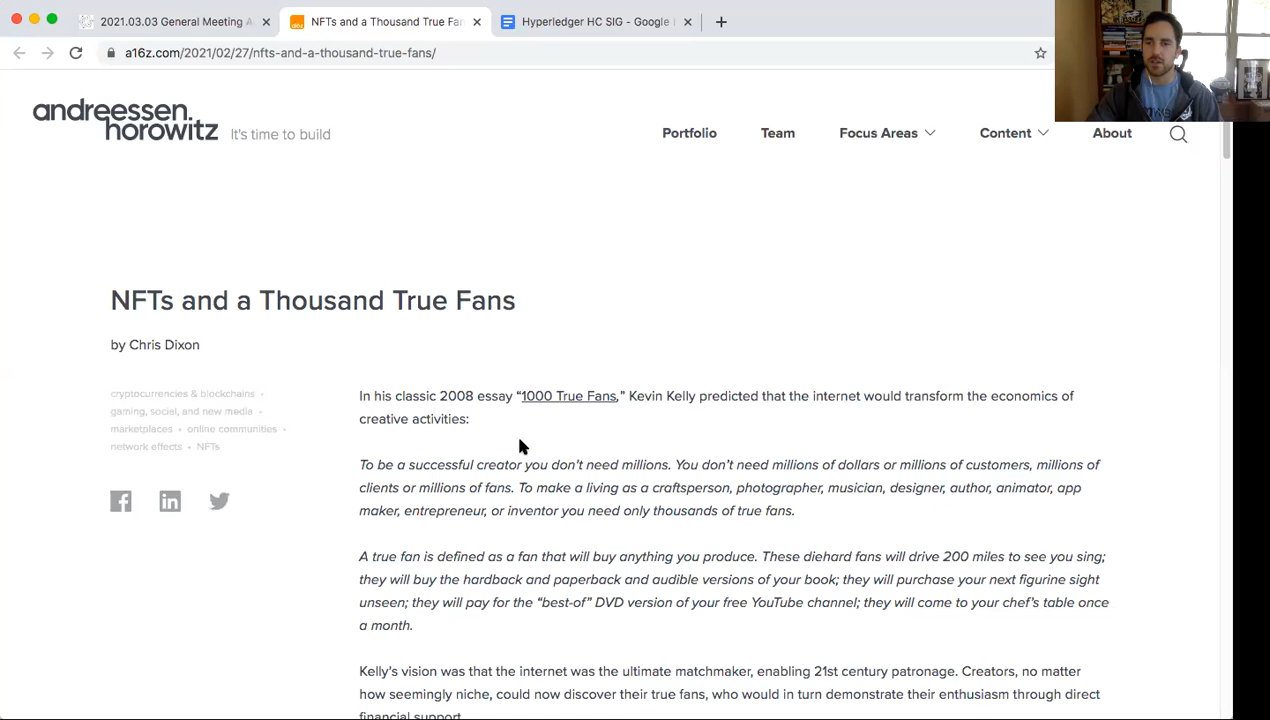 2021.03.03 General Meeting A
NFTs and a Thousand True Fan
Hyperledger HC SIG - Google
a16z.com/2021/02/27/nfts-and-a-thousand-true-fans/
andreessen.
horowitz
It's time to build
Portfolio
Team
Focus Areas
Content
About
NFTs and a Thousand True Fans
by Chris Dixon
cryptocurrencies & blockchains •
gaming, social, and new media •
marketplaces • online communities •
network effects • NFTs
In his classic 2008 essay “1000 True Fans,” Kevin Kelly predicted that the internet would transform the economics of
creative activities:
To be a successful creator you don’t need millions. You don’t need millions of dollars or millions of customers, millions of
clients or millions of fans. To make a living as a craftsperson, photographer, musician, designer, author, animator, app
maker, entrepreneur, or inventor you need only thousands of true fans.
A true fan is defined as a fan that will buy anything you produce. These diehard fans will drive 200 miles to see you sing;
they will buy the hardback and paperback and audible versions of your book; they will purchase your next figurine sight
unseen; they will pay for the “best-of” DVD version of your free YouTube channel; they will come to your chef’s table once
a month.
Kelly’s vision was that the internet was the ultimate matchmaker, enabling 21st century patronage. Creators, no matter
how seemingly niche, could now discover their true fans, who would in turn demonstrate their enthusiasm through direct
financial support.